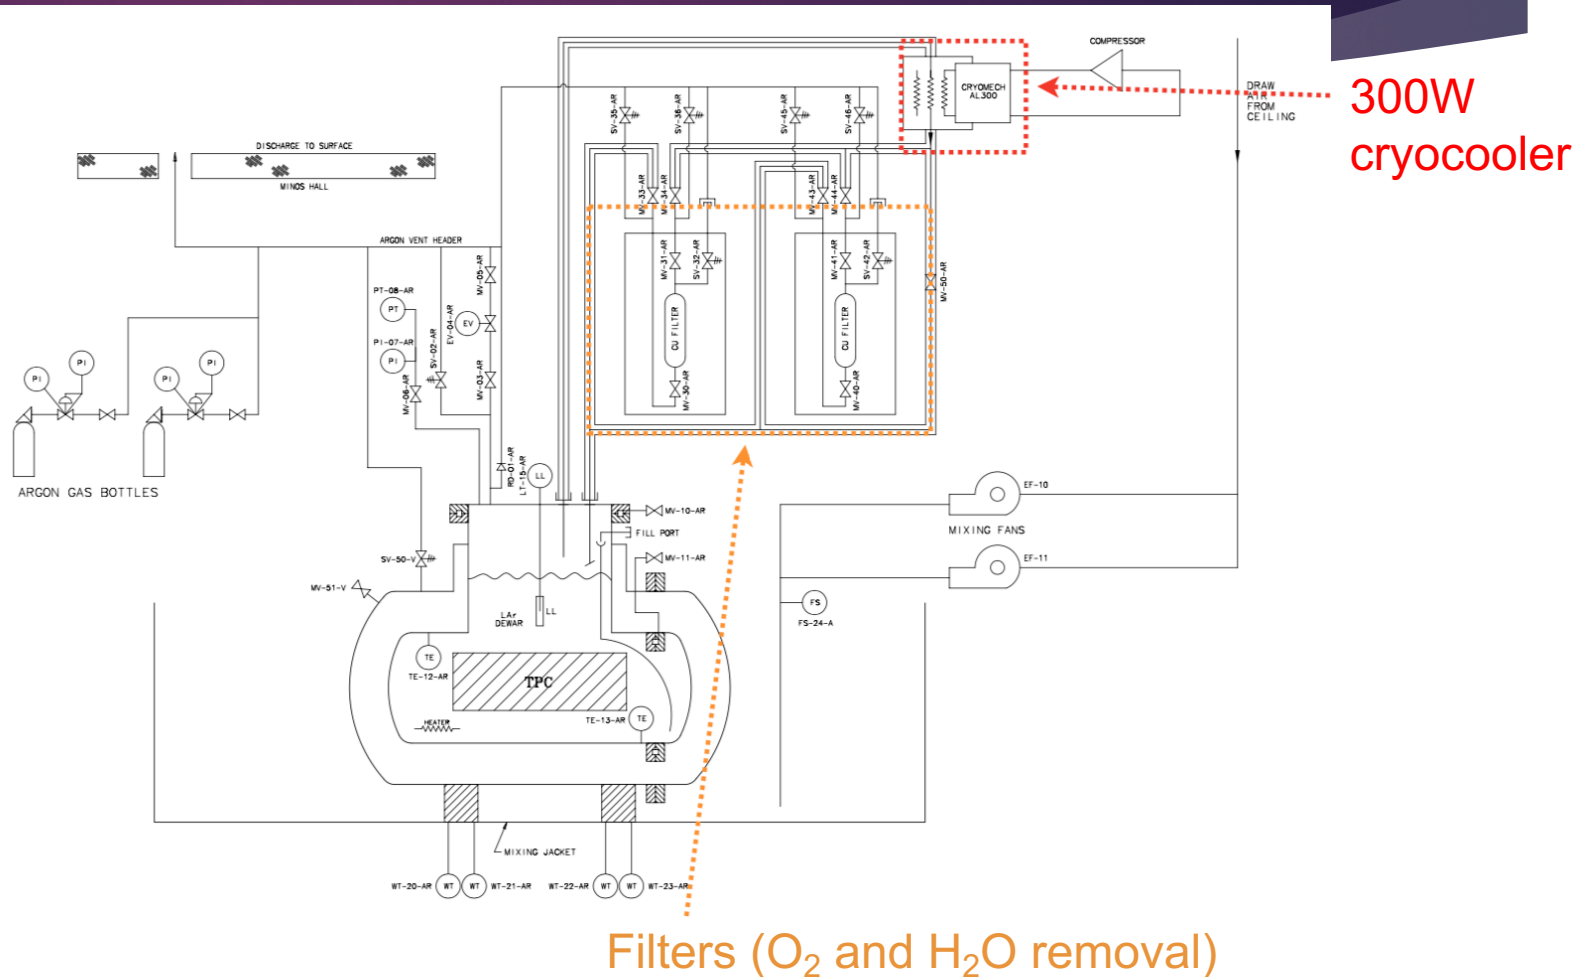 COMPRESSOR
300W
cryocooler
CRYOMECH
AL300
DRAW
AIR
FROM
CEILING
SV-35-AR
SV-36-AR
SV-45-AR
SV-46-AR
DISCHARGE TO SURFACE
MINOS HALL
MV-33-AR
MV-34-AR
MV-43-AR
MV-44-AR
ARGON VENT HEADER
MV-05-AR
MV-31-AR
SV-32-AR
MV-41-AR
SV-42-AR
MV-50-AR
PT-08-AR
PT
EV-04-AR
EV
PI-07-AR
PI
SV-02-AR
CU FILTER
CU FILTER
PI
PI
PI
PI
MV-06-AR
MV-03-AR
MV-30-AR
MV-40-AR
RD-01-AR
LT-15-AR
LL
ARGON GAS BOTTLES
EF-10
MV-10-AR
MIXING FANS
FILL PORT
SV-50-V
MV-11-AR
EF-11
MV-51-V
LAr
DEWAR
LL
FS
FS-24-A
TE
TE-12-AR
TPC
HEATER
TE-13-AR
TE
MIXING JACKET
WT-20-AR
WT
WT
WT-21-AR
WT-22-AR
WT
WT
WT-23-AR
Filters (O₂ and H₂O removal)